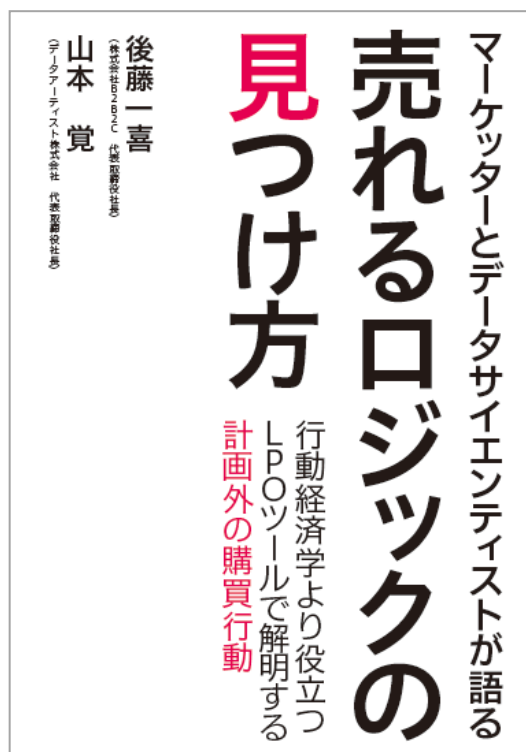 マーケッターとデータサイエンティストが語る
売れるロジックの
見つけ方
行動経済学より役立つ
LPOツールで解明する
計画外の購買行動
後藤一喜
(株式会社B2B2C 代表取締役社長)
山本 覚
(データアーティスト株式会社 代表取締役社長)